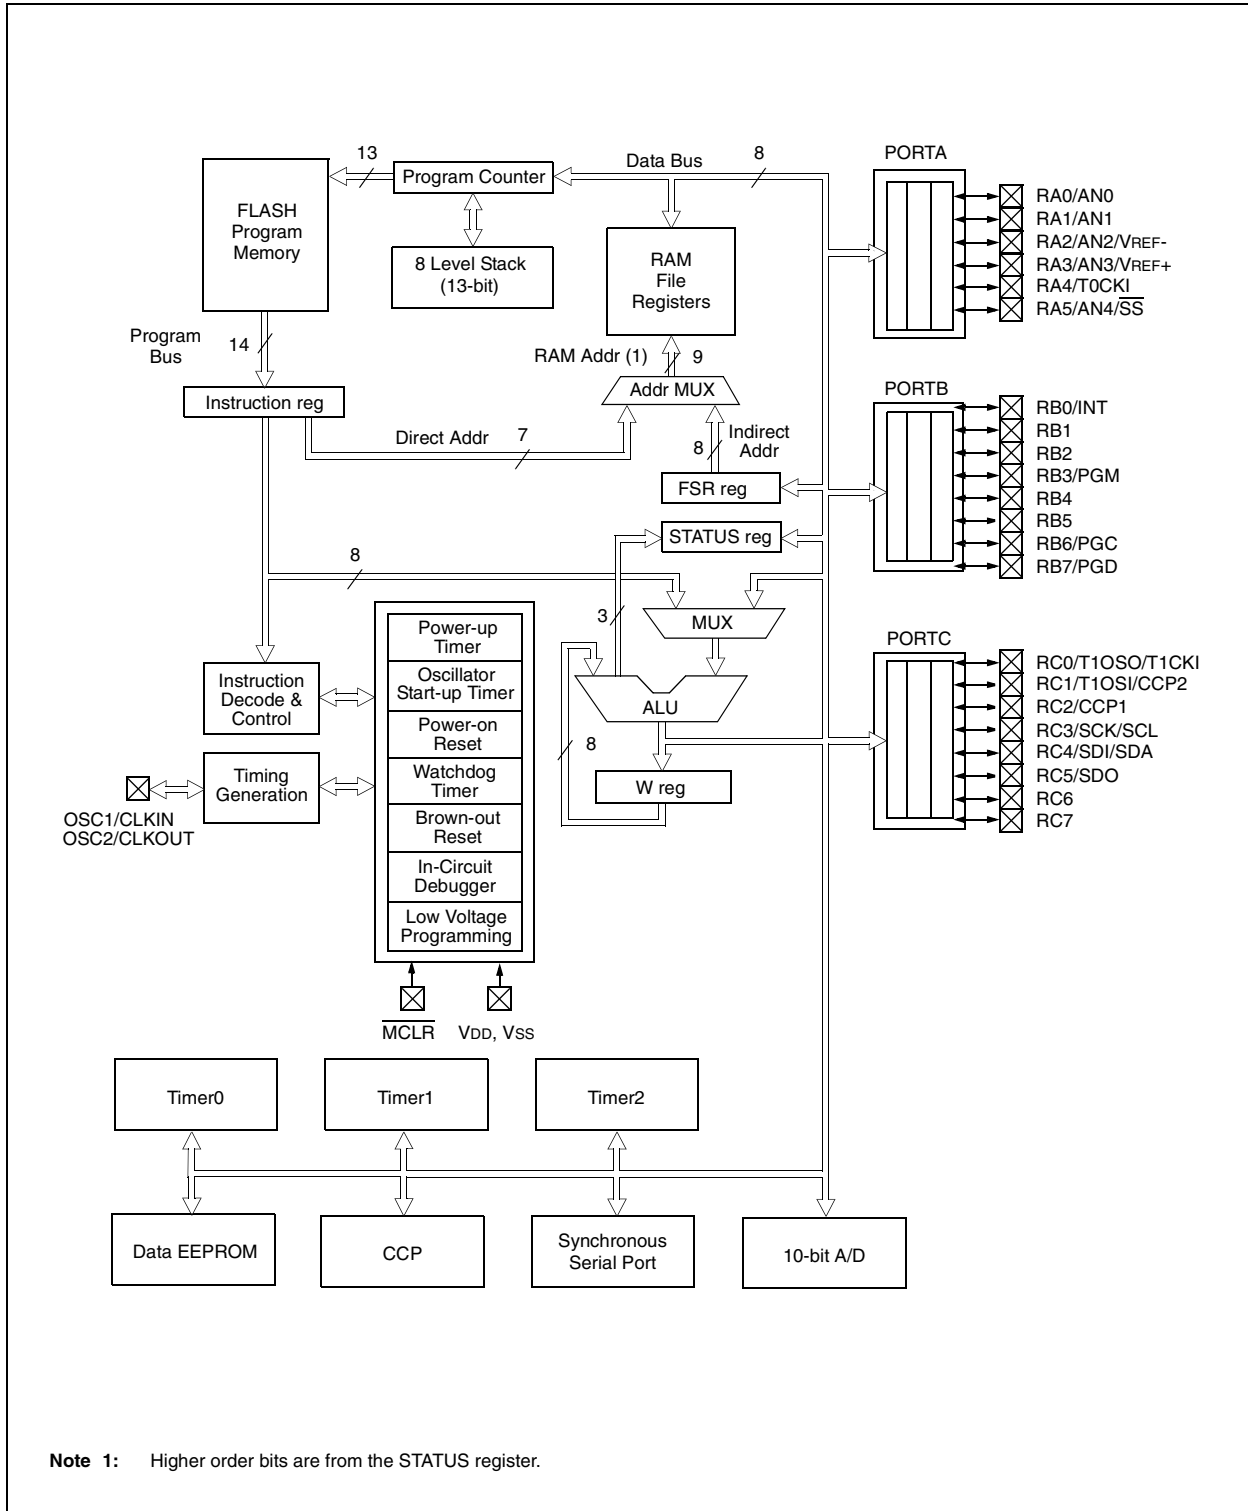 13
Data Bus
8
PORTA
FLASH
Program
Memory
Program Counter
8 Level Stack
(13-bit)
RAM
File
Registers
RA0/AN0
RA1/AN1
RA2/AN2/VREF-
RA3/AN3/VREF+
RA4/T0CKI
RA5/AN4/SS
Program
Bus
14
RAM Addr (1)
9
Addr MUX
Instruction reg
Direct Addr
7
8
Indirect
Addr
FSR reg
STATUS reg
PORTB
RB0/INT
RB1
RB2
RB3/PGM
RB4
RB5
RB6/PGC
RB7/PGD
8
3
MUX
ALU
8
W reg
PORTC
RC0/T1OSO/T1CKI
RC1/T1OSI/CCP2
RC2/CCP1
RC3/SCK/SCL
RC4/SDI/SDA
RC5/SDO
RC6
RC7
Instruction
Decode &
Control
Timing
Generation
OSC1/CLKIN
OSC2/CLKOUT
Power-up
Timer
Oscillator
Start-up Timer
Power-on
Reset
Watchdog
Timer
Brown-out
Reset
In-Circuit
Debugger
Low Voltage
Programming
MCLR
VDD, VSS
Timer0
Timer1
Timer2
Data EEPROM
CCP
Synchronous
Serial Port
10-bit A/D
Note 1: Higher order bits are from the STATUS register.